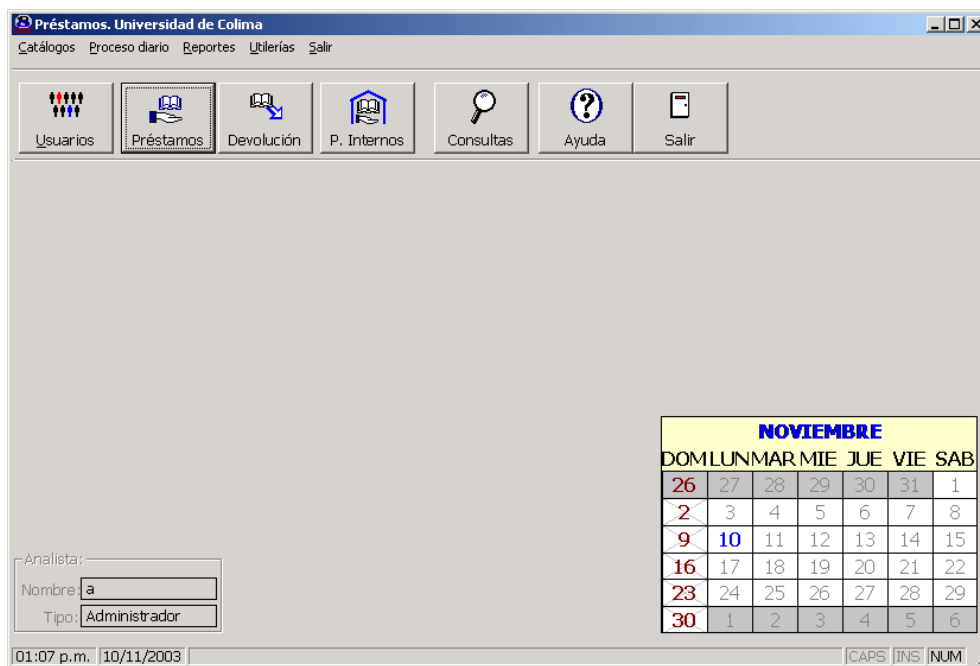 Préstamos. Universidad de Colima
Catálogos Proceso diario Reportes Utilerías Salir
Usuarios Préstamos Devolución P. Internos Consultas Ayuda Salir
NOVIEMBRE
DOM LUN MAR MIE JUE VIE SAB
26 27 28 29 30 31 1
2 3 4 5 6 7 8
9 10 11 12 13 14 15
16 17 18 19 20 21 22
23 24 25 26 27 28 29
30 1 2 3 4 5 6
Analista:
Nombre: a
Tipo: Administrador
01:07 p.m. 10/11/2003 CAPS INS NUM